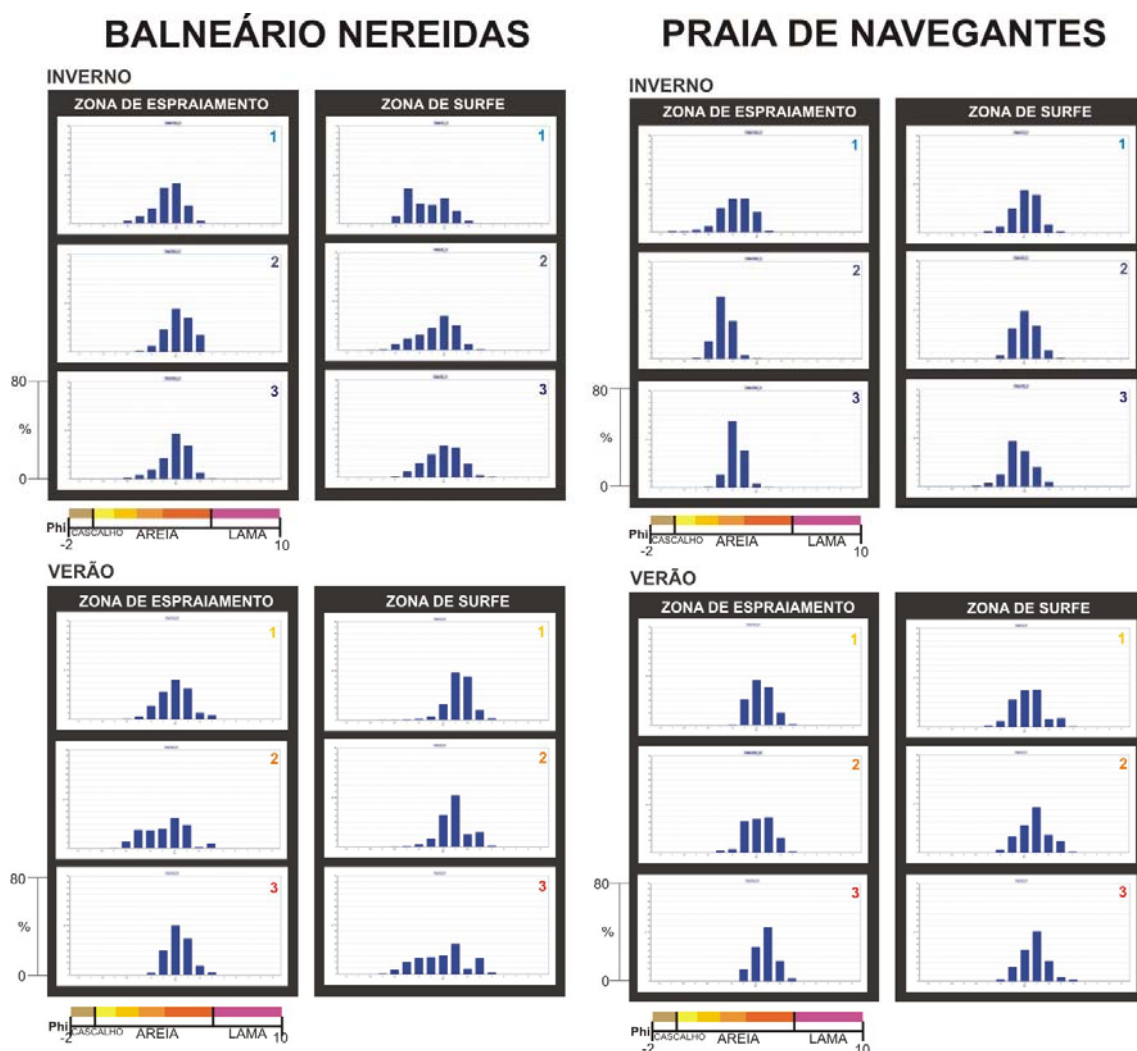 BALNEÁRIO NEREIDAS
INVERNO
ZONA DE ESPRAIAMENTO
1
2
3
80
%
0
ZONA DE SURFE
1
2
3
Phi
CASCALHO
AREIA
LAMA
-2
10
VERÃO
ZONA DE ESPRAIAMENTO
1
2
3
80
%
0
ZONA DE SURFE
1
2
3
Phi
CASCALHO
AREIA
LAMA
-2
10
PRAIA DE NAVEGANTES
INVERNO
ZONA DE ESPRAIAMENTO
1
2
3
80
%
0
ZONA DE SURFE
1
2
3
Phi
CASCALHO
AREIA
LAMA
-2
10
VERÃO
ZONA DE ESPRAIAMENTO
1
2
3
80
%
0
ZONA DE SURFE
1
2
3
Phi
CASCALHO
AREIA
LAMA
-2
10